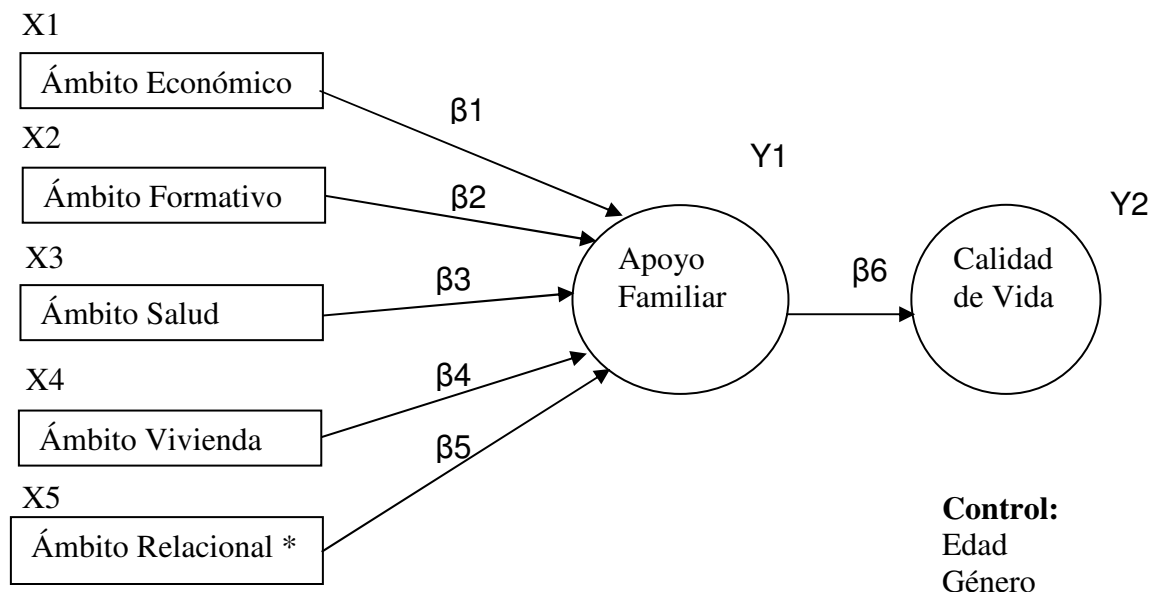 X1
Ámbito Económico
β1
X2
Ámbito Formativo
β2
X3
Ámbito Salud
β3
X4
Ámbito Vivienda
β4
X5
Ámbito Relacional *
β5
Y1
Apoyo
Familiar
β6
Y2
Calidad
de Vida
Control:
Edad
Género